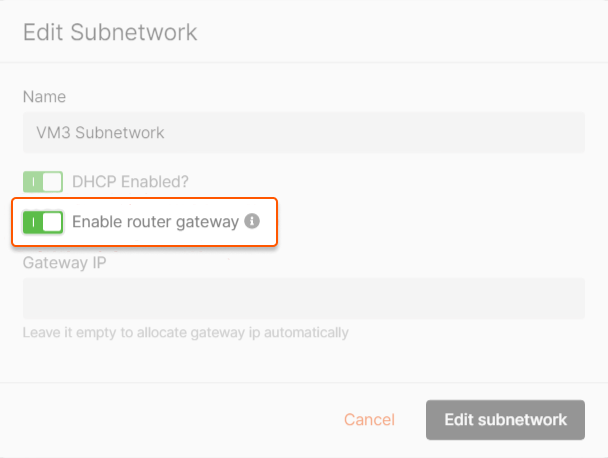 Edit Subnetwork
Name
VM3 Subnetwork
DHCP Enabled?
Enable router gateway
Gateway IP
Leave it empty to allocate gateway ip automatically
Cancel
Edit subnetwork